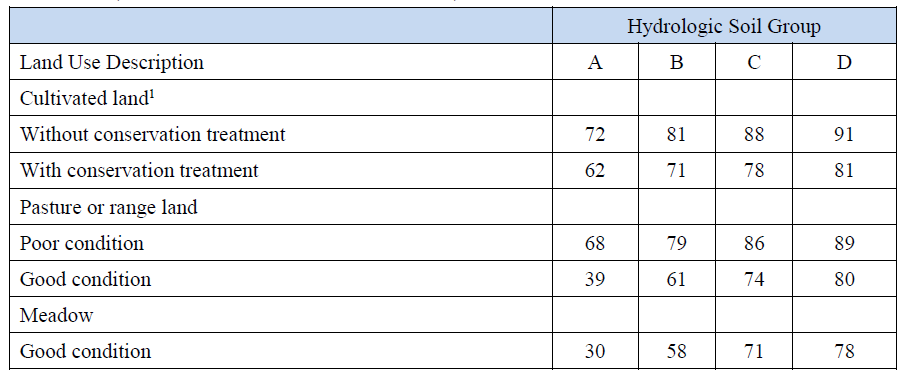 Hydrologic Soil Group
Land Use Description A B C D
Cultivated land¹
Without conservation treatment 72 81 88 91
With conservation treatment 62 71 78 81
Pasture or range land
Poor condition 68 79 86 89
Good condition 39 61 74 80
Meadow
Good condition 30 58 71 78